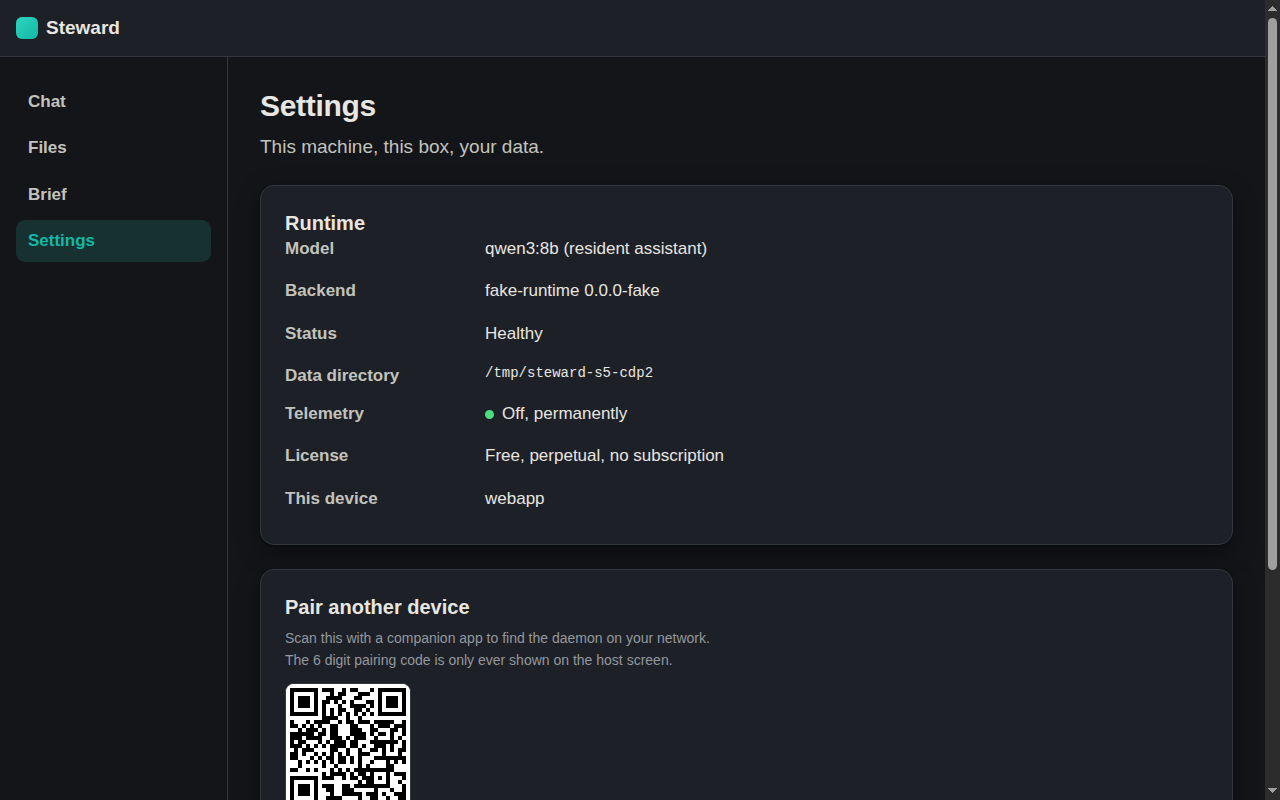 Steward
Chat
Files
Brief
Settings
Settings
This machine, this box, your data.
Runtime
Model qwen3:8b (resident assistant)
Backend fake-runtime 0.0.0-fake
Status Healthy
Data directory /tmp/steward-s5-cdp2
Telemetry Off, permanently
License Free, perpetual, no subscription
This device webapp
Pair another device
Scan this with a companion app to find the daemon on your network.
The 6 digit pairing code is only ever shown on the host screen.